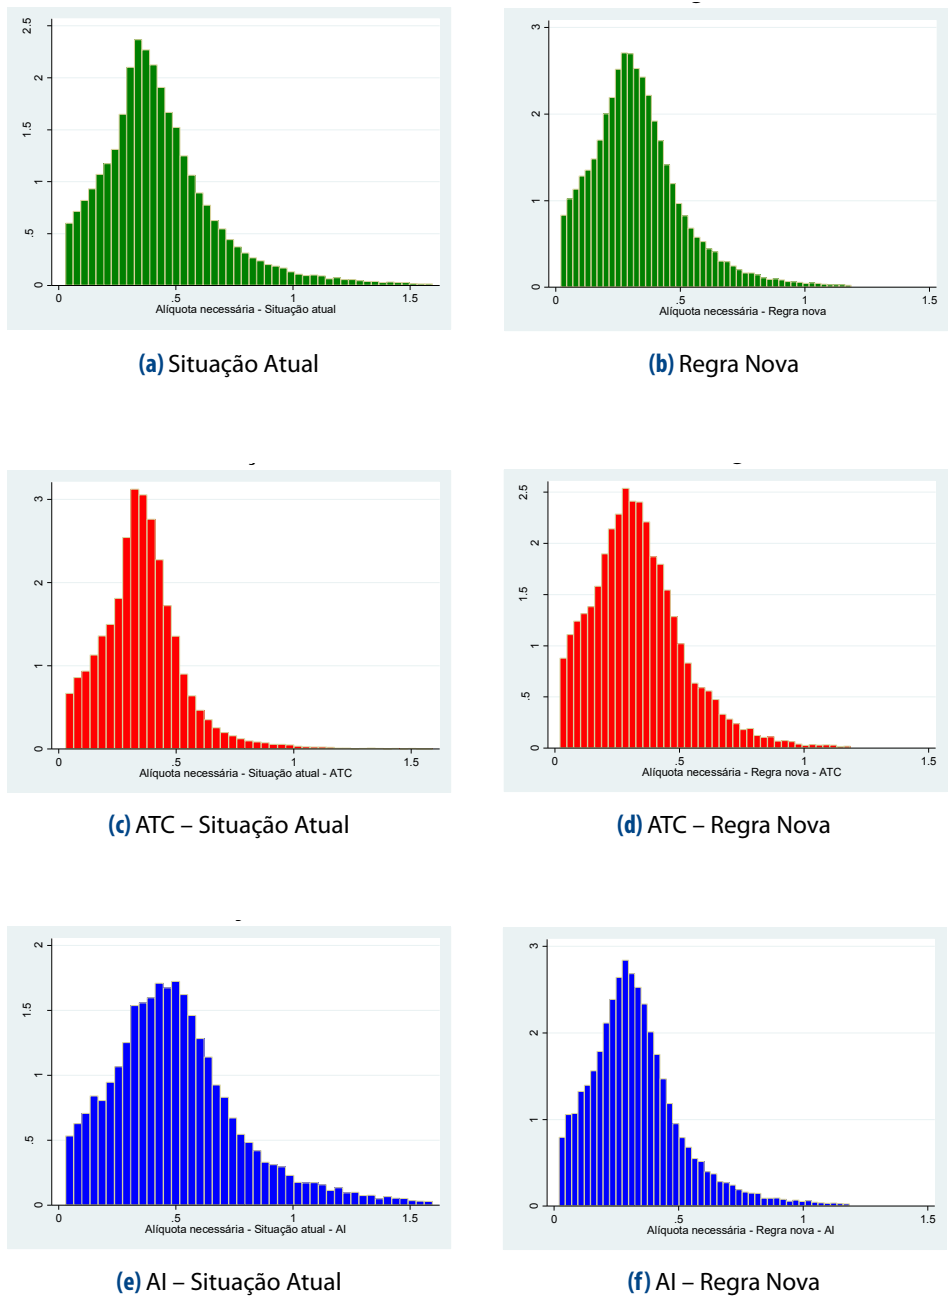 2.5
2
1.5
1
.5
0
0 .5 1 1.5
Alíquota necessária - Situação atual
(a) Situação Atual
3
2
1
0
0 .5 1 1.5
Alíquota necessária - Regra nova
(b) Regra Nova
3
2
1
0
0 .5 1 1.5
Alíquota necessária - Situação atual - ATC
(c) ATC – Situação Atual
2.5
2
1.5
1
.5
0
0 .5 1 1.5
Alíquota necessária - Regra nova - ATC
(d) ATC – Regra Nova
2
1.5
1
.5
0
0 .5 1 1.5
Alíquota necessária - Situação atual - AI
(e) AI – Situação Atual
3
2
1
0
0 .5 1 1.5
Alíquota necessária - Regra nova - AI
(f) AI – Regra Nova